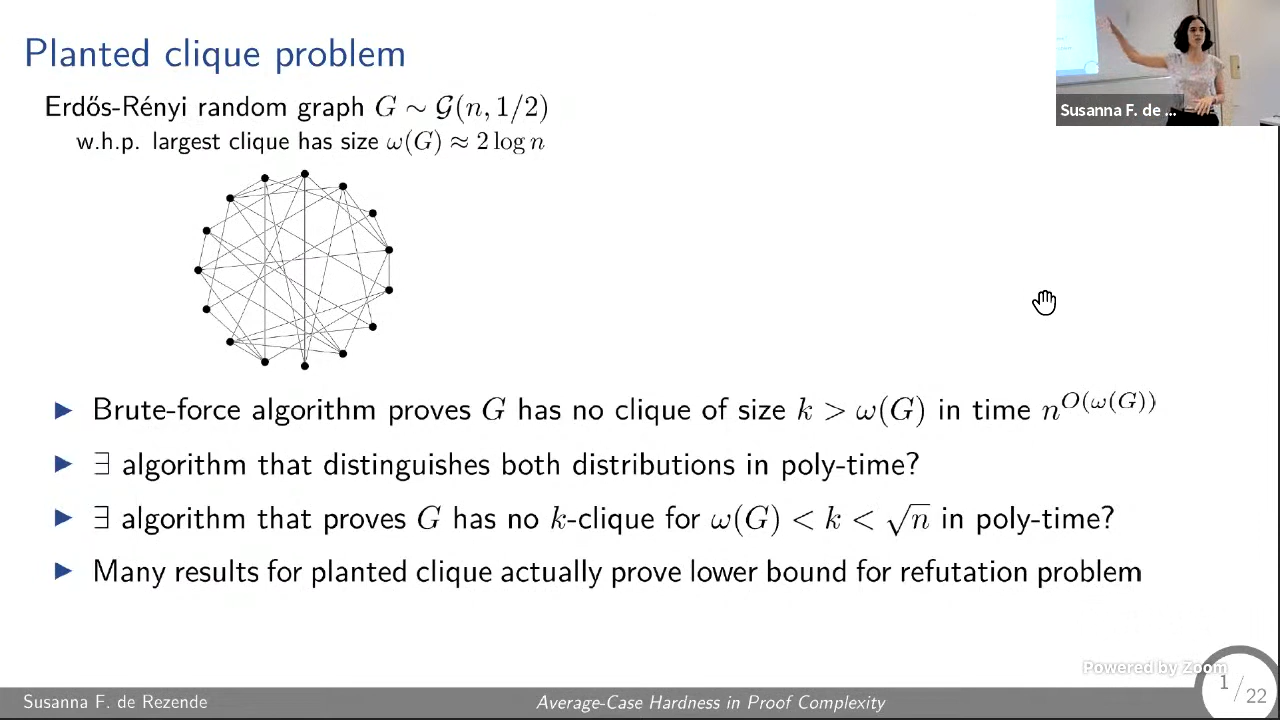 Planted clique problem
Erdős-Rényi random graph G ∼ 𝒢(n, 1/2)
w.h.p. largest clique has size ω(G) ≈ 2 log n
▶ Brute-force algorithm proves G has no clique of size k > ω(G) in time n^{O(ω(G))}
▶ ∃ algorithm that distinguishes both distributions in poly-time?
▶ ∃ algorithm that proves G has no k-clique for ω(G) < k < √n in poly-time?
▶ Many results for planted clique actually prove lower bound for refutation problem
Susanna F. de ...
Powered by Zoom
Susanna F. de Rezende
Average-Case Hardness in Proof Complexity
1/22